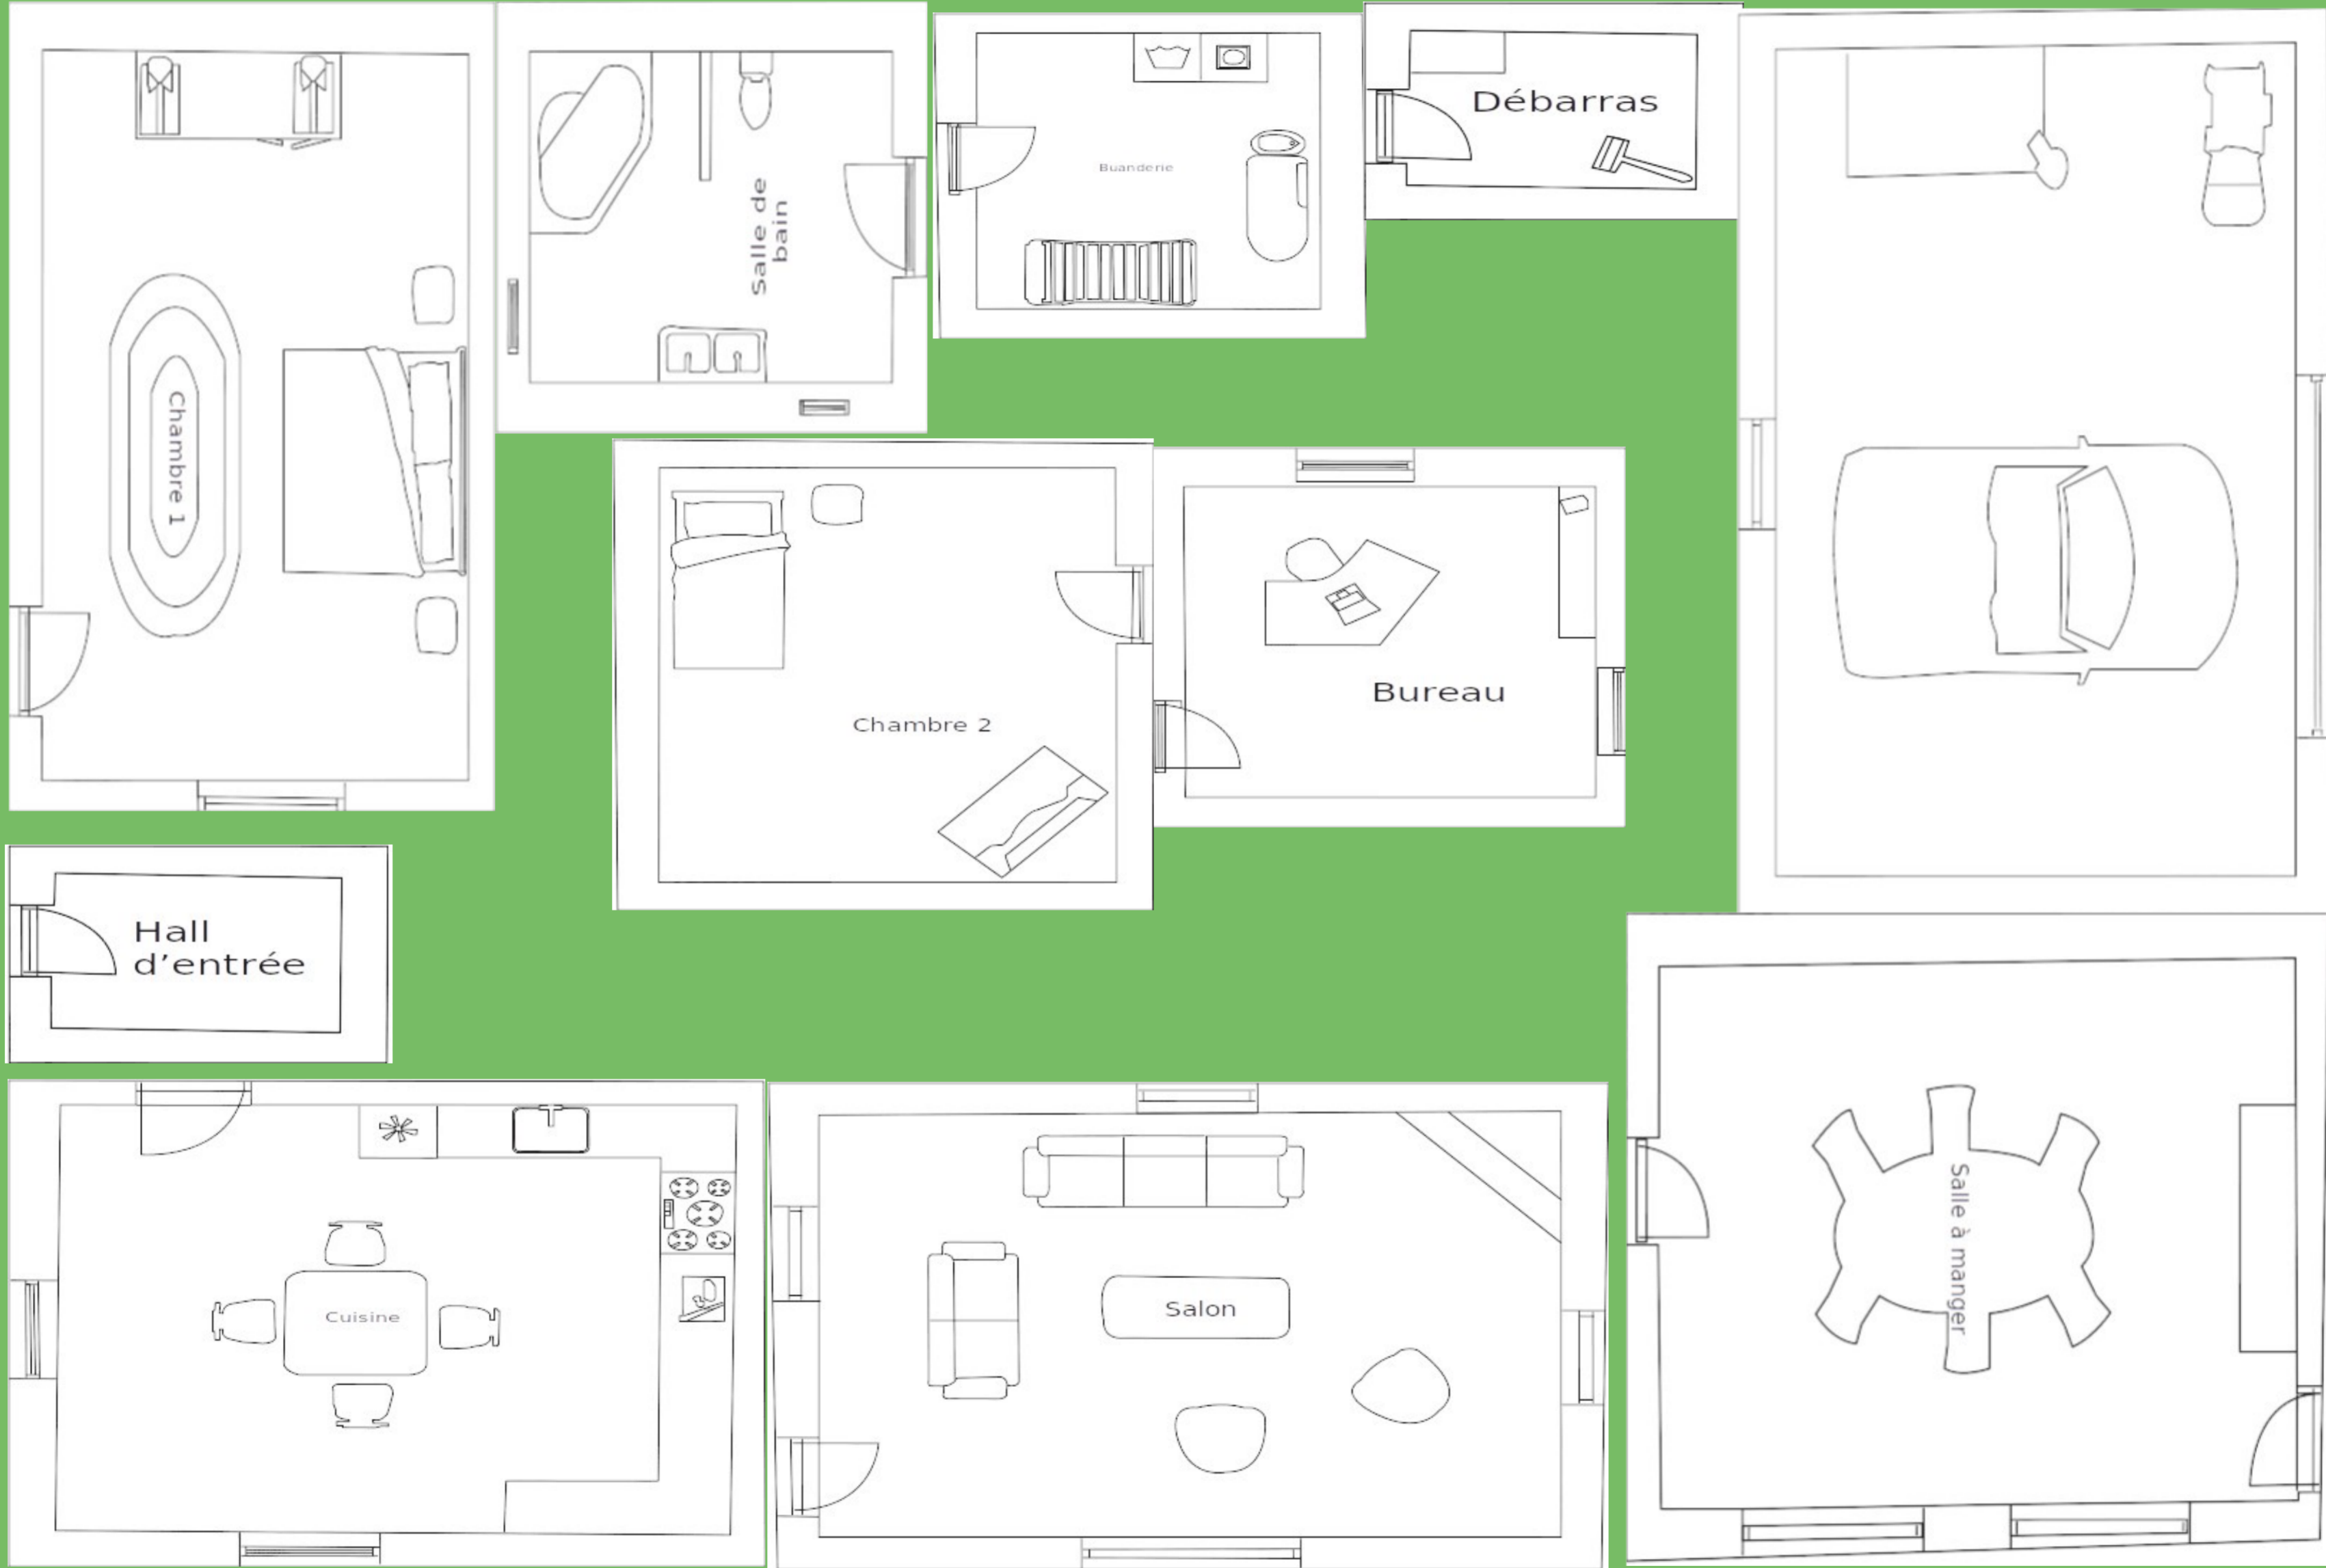 Chambre 1
Salle de
bain
Buanderie
Débarras
Chambre 2
Bureau
Hall
d’entrée
Cuisine
Salon
Salle à manger